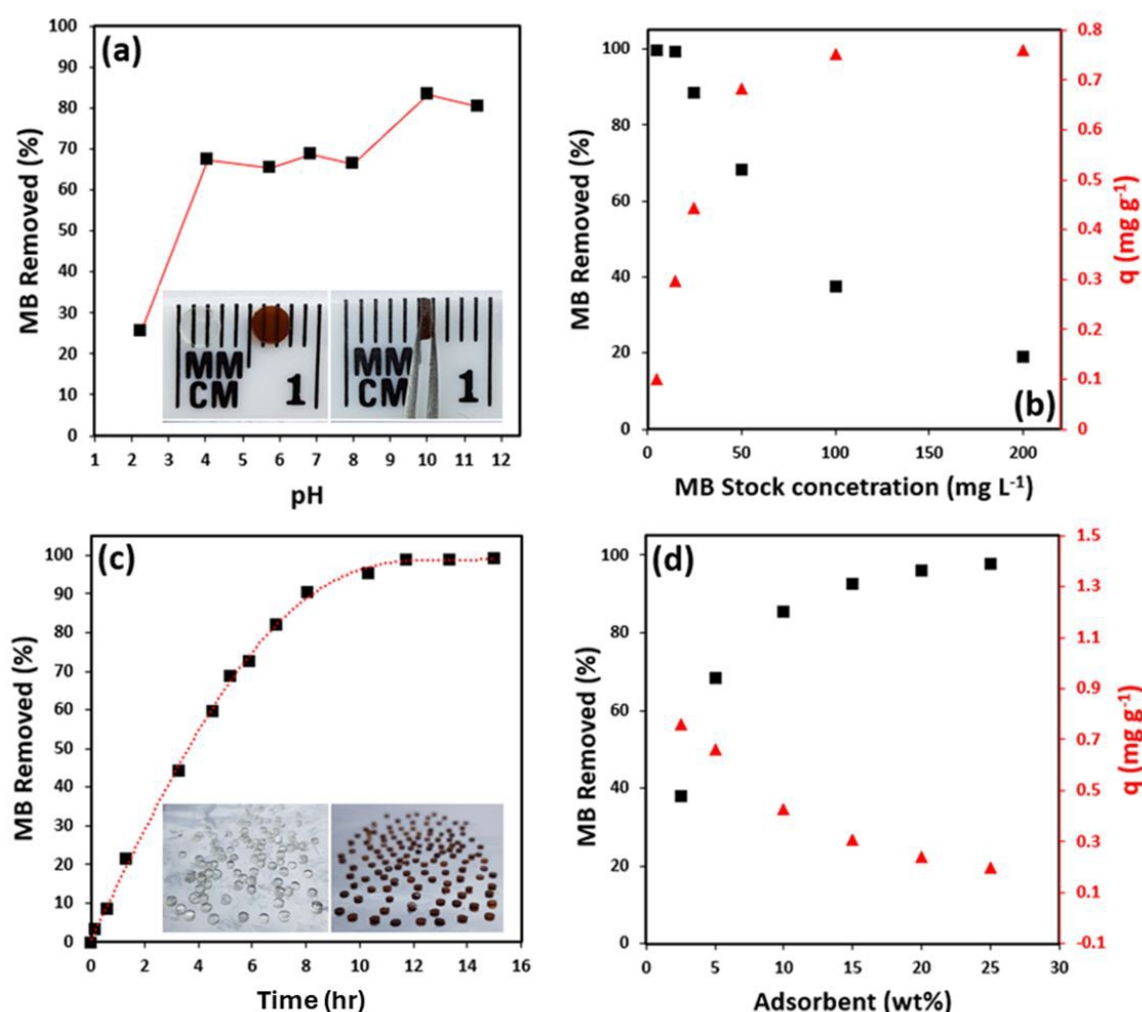 (a)
MB Removed (%)
100
90
80
70
60
50
40
30
20
10
0
1 2 3 4 5 6 7 8 9 10 11 12
pH
MM
CM 1
MM
CM 1
(b)
MB Removed (%)
100
80
60
40
20
0
0 50 100 150 200
MB Stock concetration (mg L⁻¹)
0.8
0.7
0.6
0.5
0.4
0.3
0.2
0.1
0
q (mg g⁻¹)
(c)
MB Removed (%)
100
90
80
70
60
50
40
30
20
10
0
0 2 4 6 8 10 12 14 16
Time (hr)
(d)
MB Removed (%)
100
80
60
40
20
0
0 5 10 15 20 25 30
Adsorbent (wt%)
1.5
1.3
1.1
0.9
0.7
0.5
0.3
0.1
-0.1
q (mg g⁻¹)